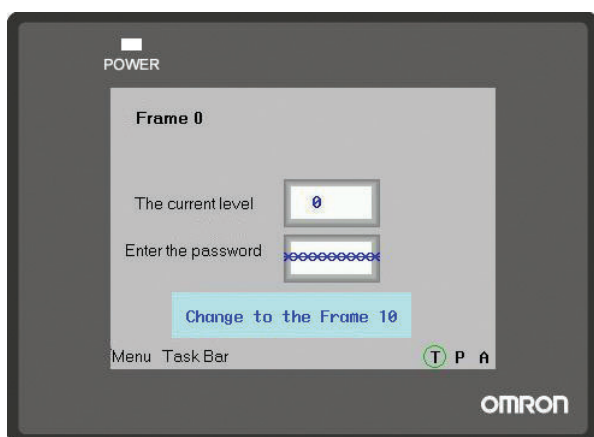 POWER
Frame 0
The current level 0
Enter the password xxxxxxxxxxx
Change to the Frame 10
Menu Task Bar T P A
OMRON